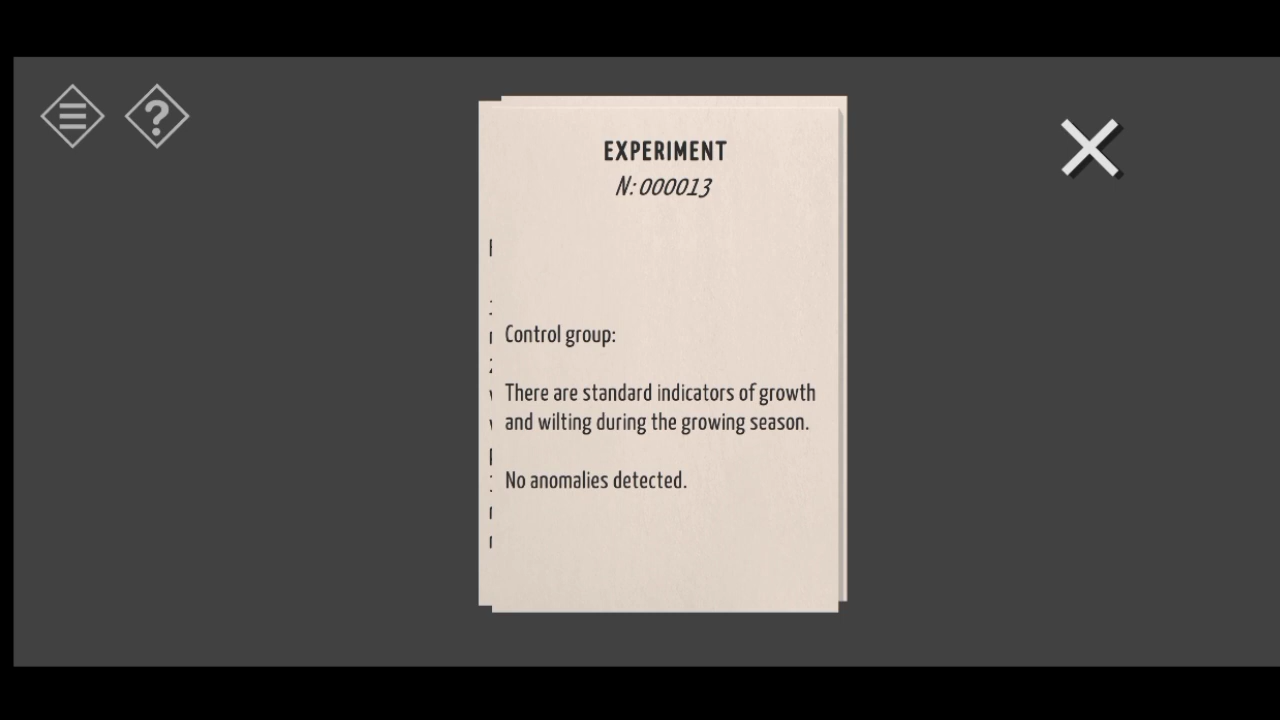 EXPERIMENT
N: 000013
Control group:
There are standard indicators of growth
and wilting during the growing season.
No anomalies detected.